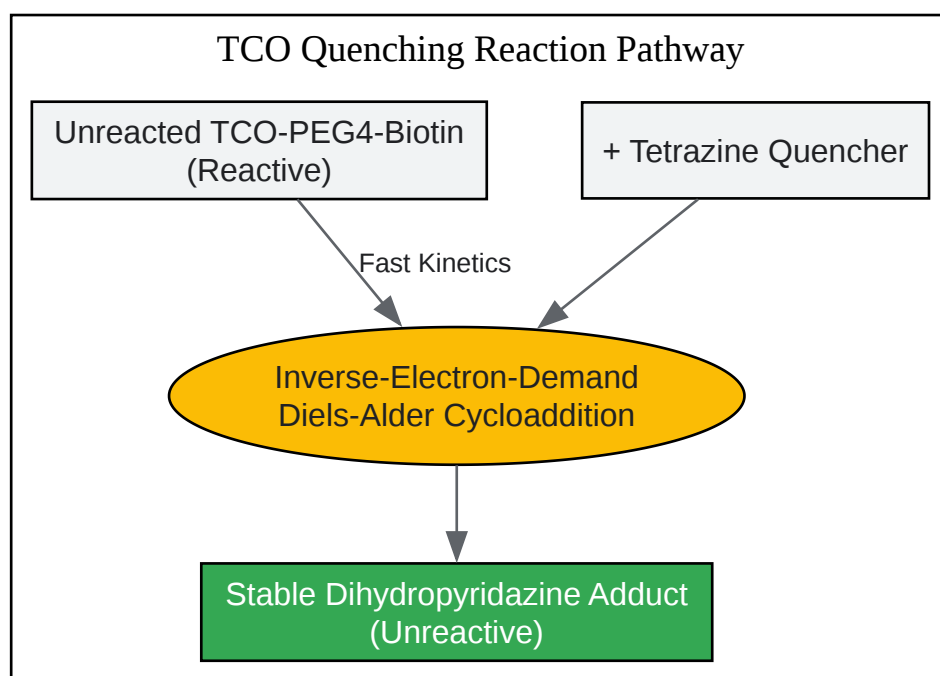 TCO Quenching Reaction Pathway
Unreacted TCO-PEG4-Biotin
(Reactive)
+ Tetrazine Quencher
Fast Kinetics
Inverse-Electron-Demand
Diels-Alder Cycloaddition
Stable Dihydropyridazine Adduct
(Unreactive)